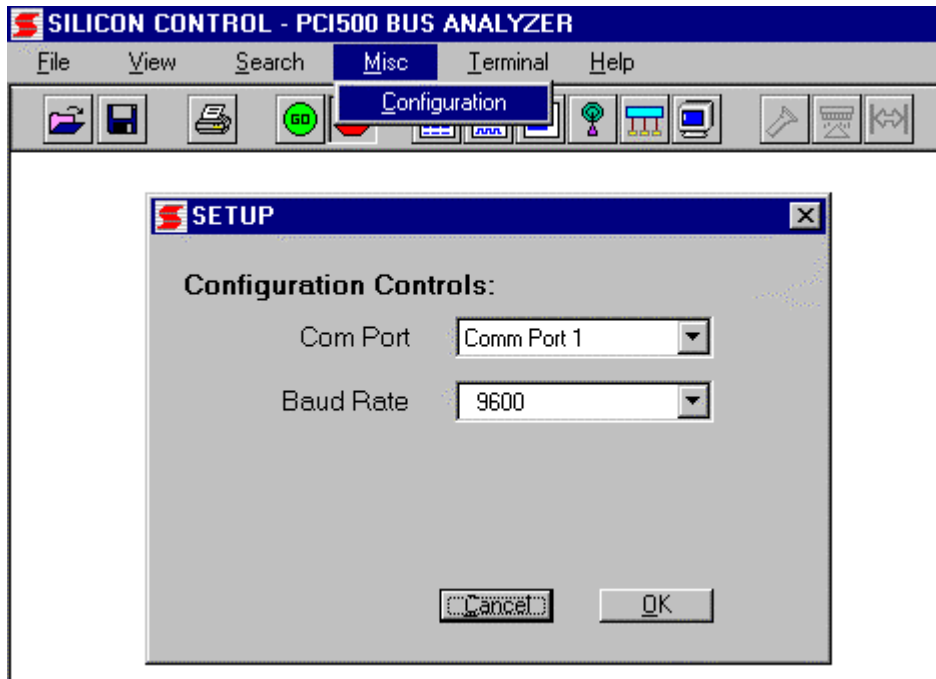 SILICON CONTROL - PCI500 BUS ANALYZER
File View Search Misc Terminal Help
Configuration
GO
SETUP
Configuration Controls:
Com Port Comm Port 1
Baud Rate 9600
Cancel OK